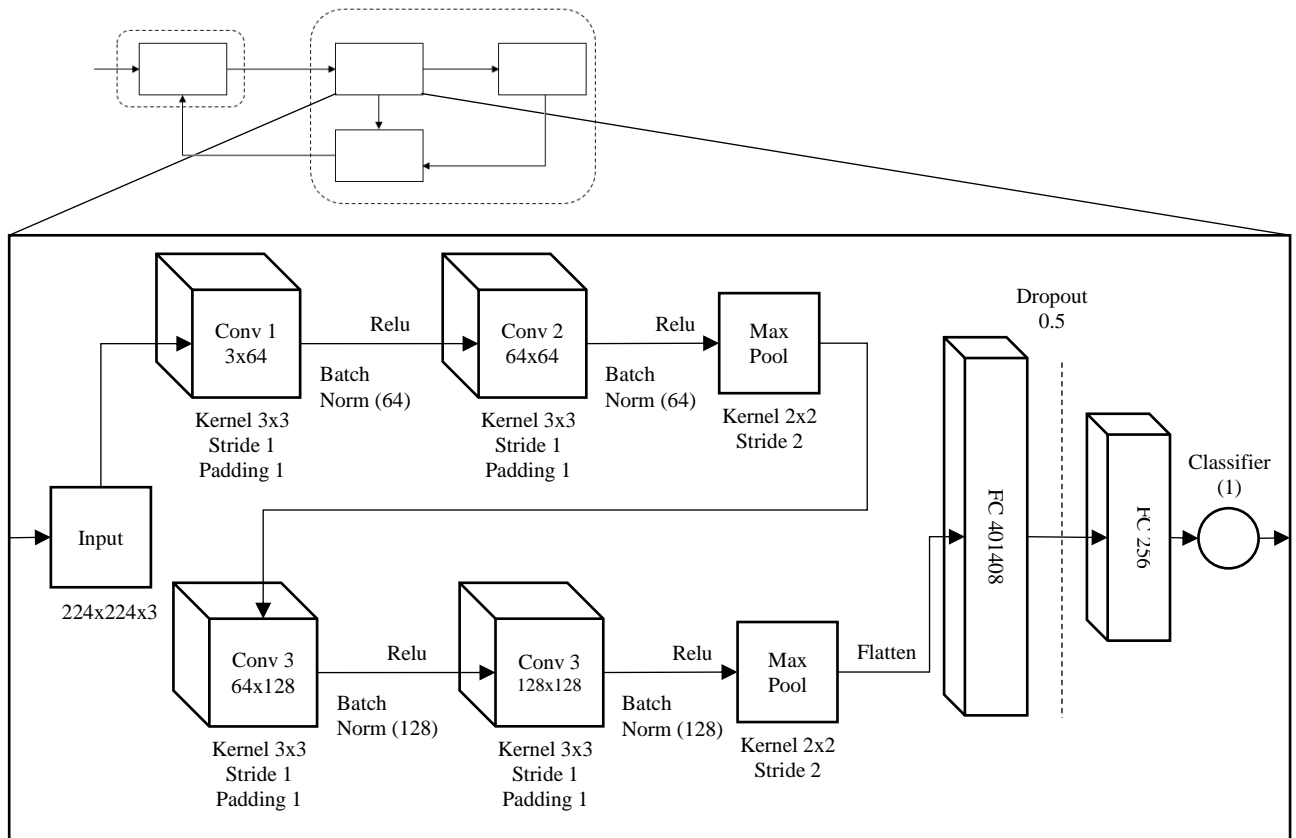 Conv 1
3x64
Kernel 3x3
Stride 1
Padding 1
Relu
Batch
Norm (64)
Conv 2
64x64
Kernel 3x3
Stride 1
Padding 1
Relu
Batch
Norm (64)
Max
Pool
Kernel 2x2
Stride 2
Input
224x224x3
Conv 3
64x128
Kernel 3x3
Stride 1
Padding 1
Relu
Batch
Norm (128)
Conv 3
128x128
Kernel 3x3
Stride 1
Padding 1
Relu
Batch
Norm (128)
Max
Pool
Kernel 2x2
Stride 2
Flatten
FC 401408
Dropout
0.5
FC 256
Classifier
(1)